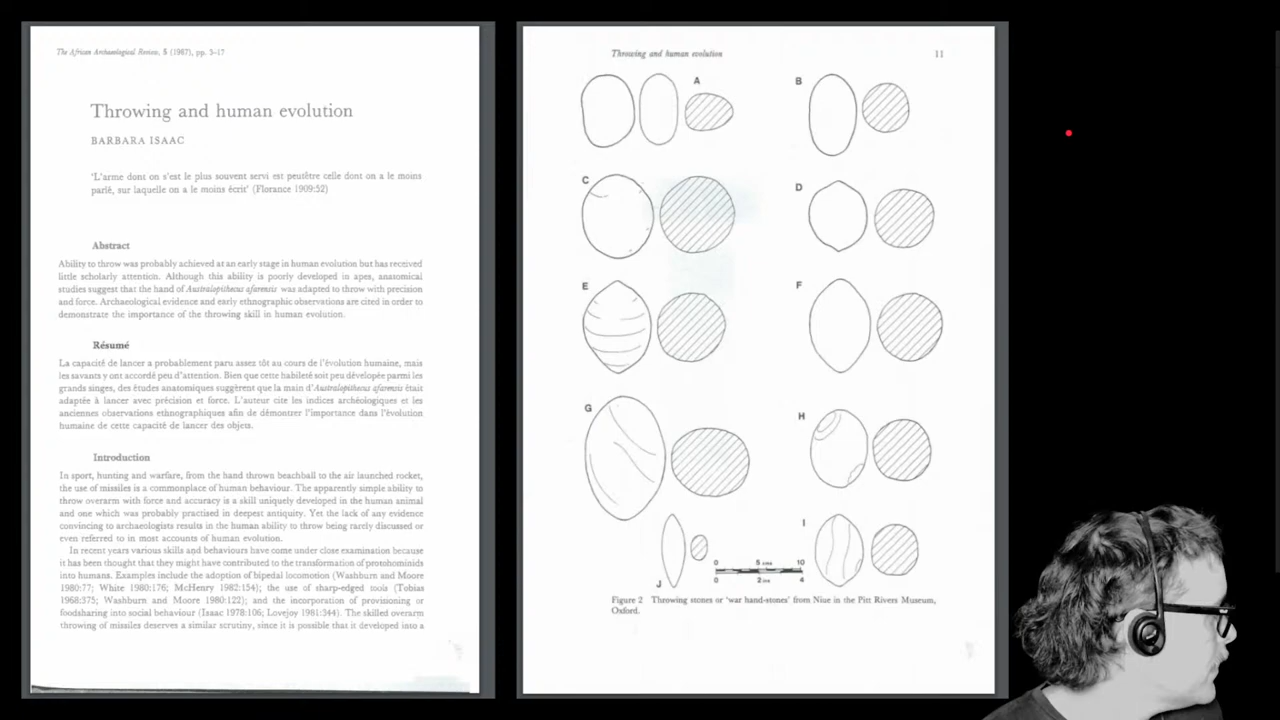 The African Archaeological Review, 5 (1987), pp. 3-17
Throwing and human evolution
BARBARA ISAAC
'L'arme dont on s'est le plus souvent servi est peutêtre celle dont on a le moins
parlé, sur laquelle on a le moins écrit' (Florance 1909:52)
Abstract
Ability to throw was probably achieved at an early stage in human evolution but has received
little scholarly attention. Although this ability is poorly developed in apes, anatomical
studies suggest that the hand of Australopithecus afarensis was adapted to throw with precision
and force. Archaeological evidence and early ethnographic observations are cited in order to
demonstrate the importance of the throwing skill in human evolution.
Résumé
La capacité de lancer a probablement paru assez tôt au cours de l'évolution humaine, mais
les savants y ont accordé peu d'attention. Bien que cette habileté soit peu dévelopée parmi les
grands singes, des études anatomiques suggèrent que la main d'Australopithecus afarensis était
adaptée à lancer avec précision et force. L'auteur cite les indices archéologiques et les
anciennes observations ethnographiques afin de démontrer l'importance dans l'évolution
humaine de cette capacité de lancer des objets.
Introduction
In sport, hunting and warfare, from the hand thrown beachball to the air launched rocket,
the use of missiles is a commonplace of human behaviour. The apparently simple ability to
throw overarm with force and accuracy is a skill uniquely developed in the human animal
and one which was probably practised in deepest antiquity. Yet the lack of any evidence
convincing to archaeologists results in the human ability to throw being rarely discussed or
even referred to in most accounts of human evolution.
In recent years various skills and behaviours have come under close examination because
it has been thought that they might have contributed to the transformation of protohominids
into humans. Examples include the adoption of bipedal locomotion (Washburn and Moore
1980:77; White 1980:176; McHenry 1982:154); the use of sharp-edged tools (Tobias
1968:375; Washburn and Moore 1980:122); and the incorporation of provisioning or
foodsharing into social behaviour (Isaac 1978:106; Lovejoy 1981:344). The skilled overarm
throwing of missiles deserves a similar scrutiny, since it is possible that it developed into a
Throwing and human evolution 11
A
B
C
D
E
F
G
H
I
J
0 5 cms 10
0 2 ins 4
Figure 2 Throwing stones or 'war hand-stones' from Niue in the Pitt Rivers Museum,
Oxford.